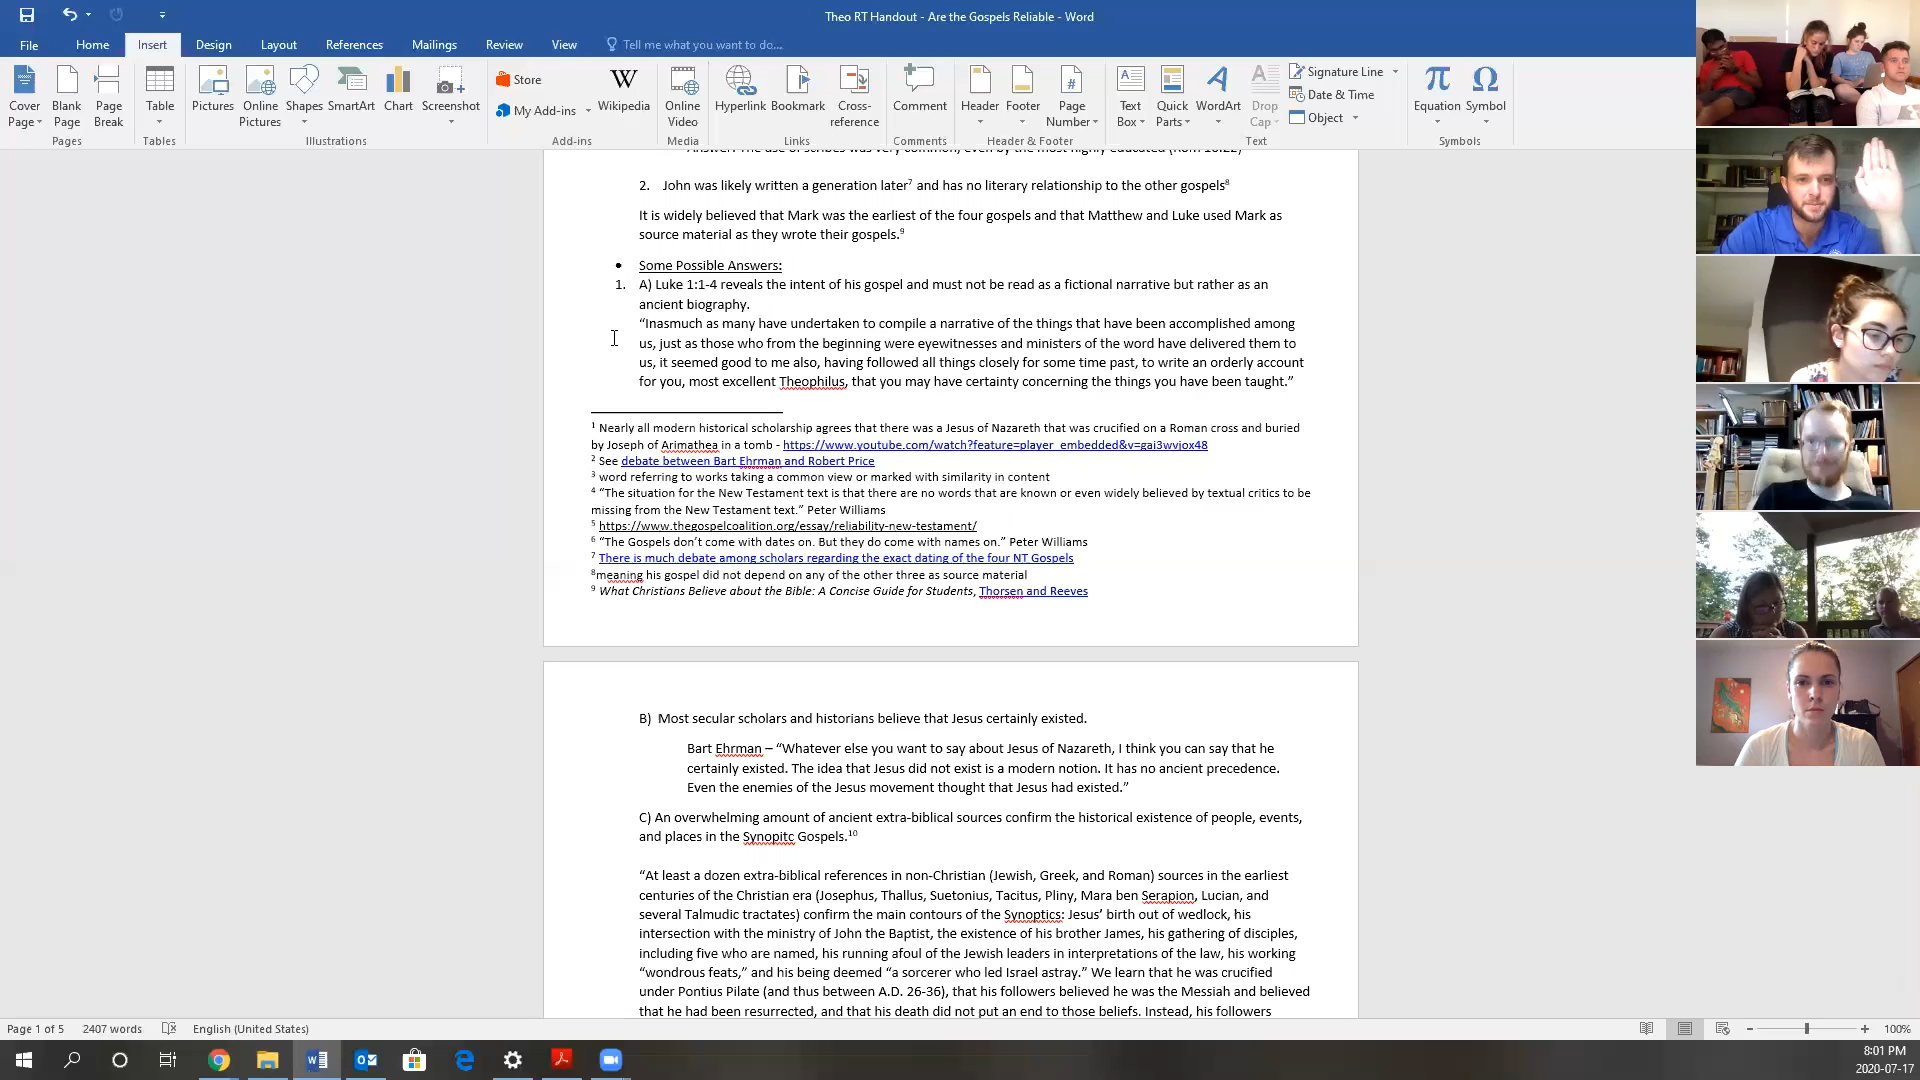 Theo RT Handout - Are the Gospels Reliable - Word
File Home Insert Design Layout References Mailings Review View Tell me what you want to do...
Cover Page Blank Page Page Break Table Pictures Online Pictures Shapes SmartArt Chart Screenshot Store My Add-ins Wikipedia Online Video Hyperlink Bookmark Cross-reference Comment Header Footer Page Number Text Box Quick Parts WordArt Drop Cap Signature Line Date & Time Object Equation Symbol
Pages Tables Illustrations Add-ins Media Links Comments Header & Footer Text Symbols
2. John was likely written a generation later7 and has no literary relationship to the other gospels8
It is widely believed that Mark was the earliest of the four gospels and that Matthew and Luke used Mark as
source material as they wrote their gospels.9
• Some Possible Answers:
1. A) Luke 1:1-4 reveals the intent of his gospel and must not be read as a fictional narrative but rather as an
ancient biography.
“Inasmuch as many have undertaken to compile a narrative of the things that have been accomplished among
us, just as those who from the beginning were eyewitnesses and ministers of the word have delivered them to
us, it seemed good to me also, having followed all things closely for some time past, to write an orderly account
for you, most excellent Theophilus, that you may have certainty concerning the things you have been taught.”
1 Nearly all modern historical scholarship agrees that there was a Jesus of Nazareth that was crucified on a Roman cross and buried
by Joseph of Arimathea in a tomb - https://www.youtube.com/watch?feature=player_embedded&v=gai3wvjox48
2 See debate between Bart Ehrman and Robert Price
3 word referring to works taking a common view or marked with similarity in content
4 “The situation for the New Testament text is that there are no words that are known or even widely believed by textual critics to be
missing from the New Testament text.” Peter Williams
5 https://www.thegospelcoalition.org/essay/reliability-new-testament/
6 “The Gospels don’t come with dates on. But they do come with names on.” Peter Williams
7 There is much debate among scholars regarding the exact dating of the four NT Gospels
8meaning his gospel did not depend on any of the other three as source material
9 What Christians Believe about the Bible: A Concise Guide for Students, Thorsen and Reeves
B) Most secular scholars and historians believe that Jesus certainly existed.
Bart Ehrman – “Whatever else you want to say about Jesus of Nazareth, I think you can say that he
certainly existed. The idea that Jesus did not exist is a modern notion. It has no ancient precedence.
Even the enemies of the Jesus movement thought that Jesus had existed.”
C) An overwhelming amount of ancient extra-biblical sources confirm the historical existence of people, events,
and places in the Synopitc Gospels.10
“At least a dozen extra-biblical references in non-Christian (Jewish, Greek, and Roman) sources in the earliest
centuries of the Christian era (Josephus, Thallus, Suetonius, Tacitus, Pliny, Mara ben Serapion, Lucian, and
several Talmudic tractates) confirm the main contours of the Synoptics: Jesus’ birth out of wedlock, his
intersection with the ministry of John the Baptist, the existence of his brother James, his gathering of disciples,
including five who are named, his running afoul of the Jewish leaders in interpretations of the law, his working
“wondrous feats,” and his being deemed “a sorcerer who led Israel astray.” We learn that he was crucified
under Pontius Pilate (and thus between A.D. 26-36), that his followers believed he was the Messiah and believed
that he had been resurrected, and that his death did not put an end to those beliefs. Instead, his followers
Page 1 of 5 2407 words English (United States) 100%
8:01 PM
2020-07-17